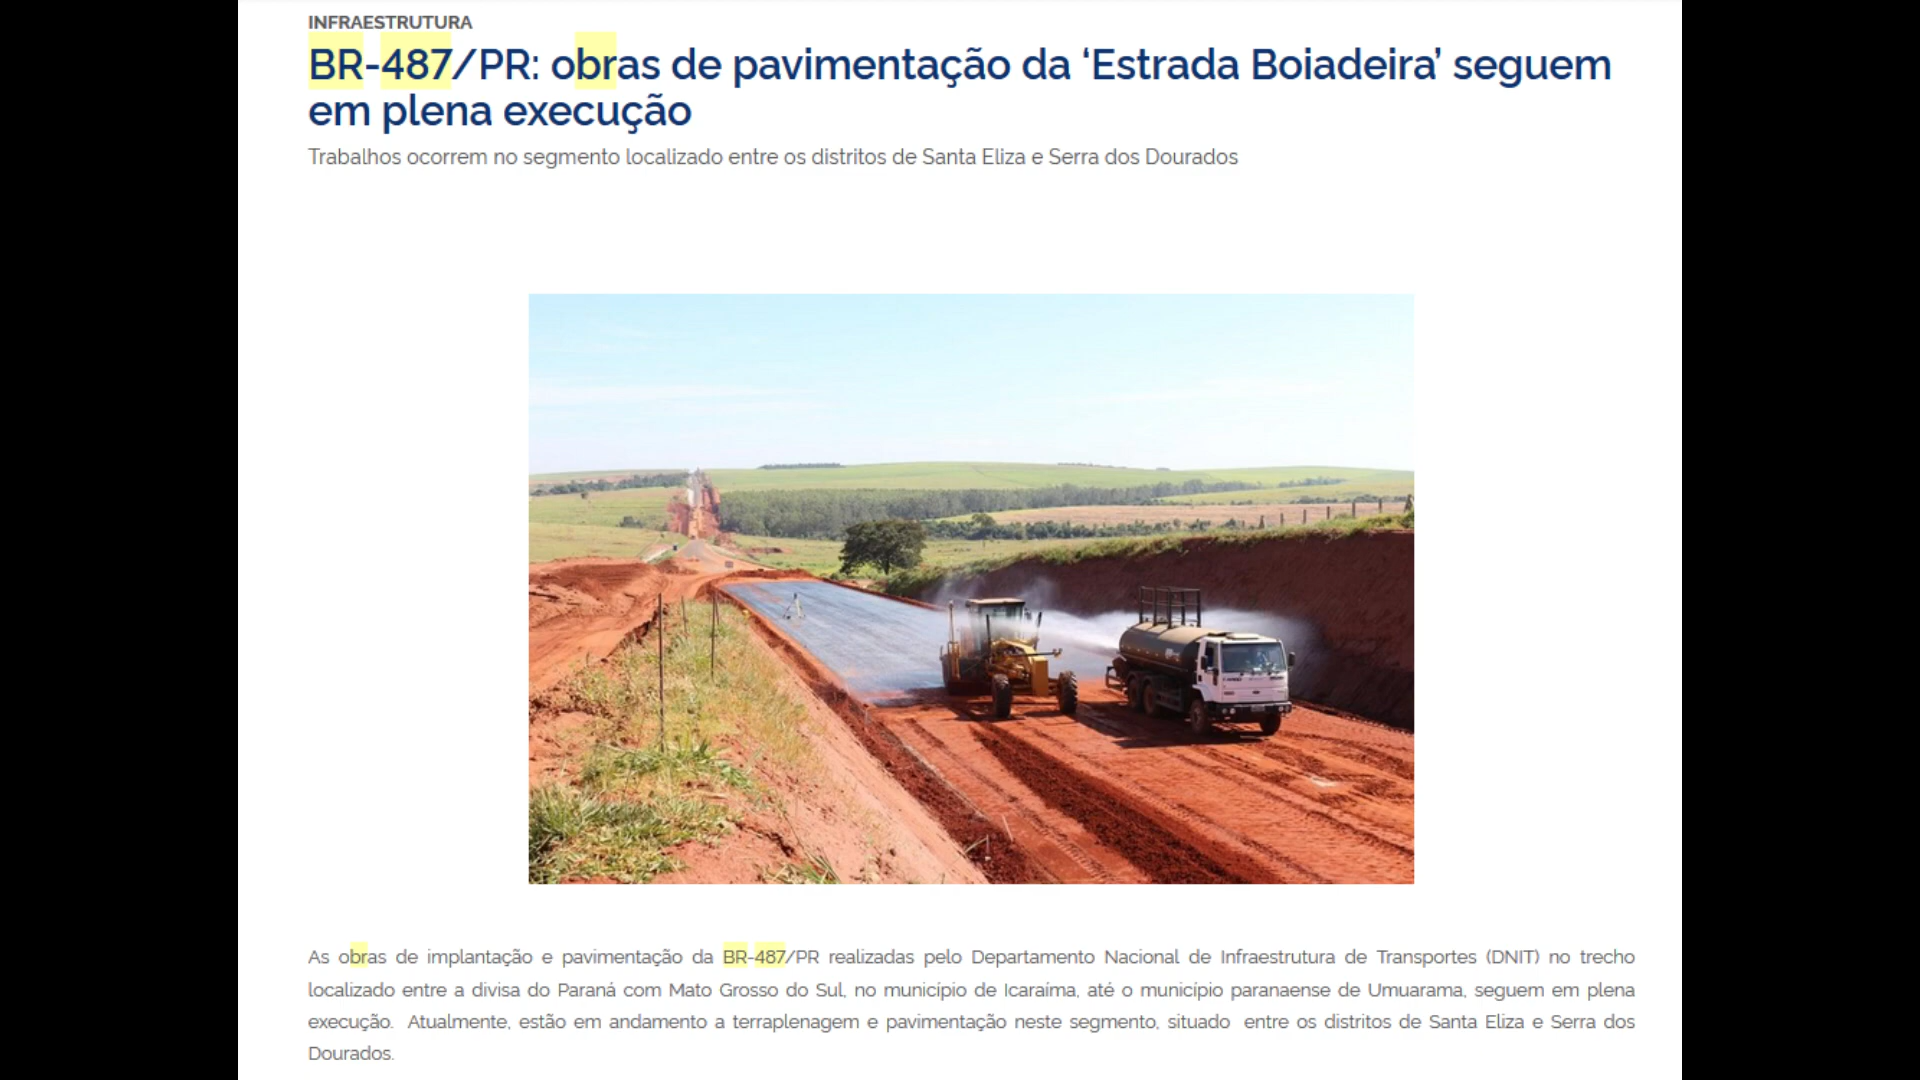 INFRAESTRUTURA
BR-487/PR: obras de pavimentação da ‘Estrada Boiadeira’ seguem
em plena execução
Trabalhos ocorrem no segmento localizado entre os distritos de Santa Eliza e Serra dos Dourados
As obras de implantação e pavimentação da BR-487/PR realizadas pelo Departamento Nacional de Infraestrutura de Transportes (DNIT) no trecho
localizado entre a divisa do Paraná com Mato Grosso do Sul, no município de Icaraíma, até o município paranaense de Umuarama, seguem em plena
execução. Atualmente, estão em andamento a terraplenagem e pavimentação neste segmento, situado entre os distritos de Santa Eliza e Serra dos
Dourados.